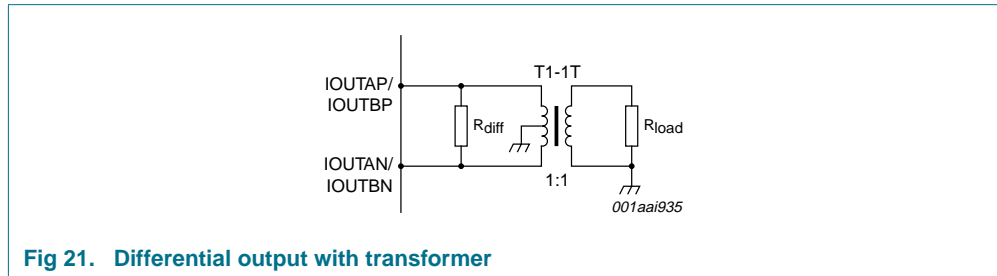 IOUTAP/
IOUTBP
T1-1T
Rdiff
Rload
IOUTAN/
IOUTBN
1:1
001aai935
Fig 21. Differential output with transformer